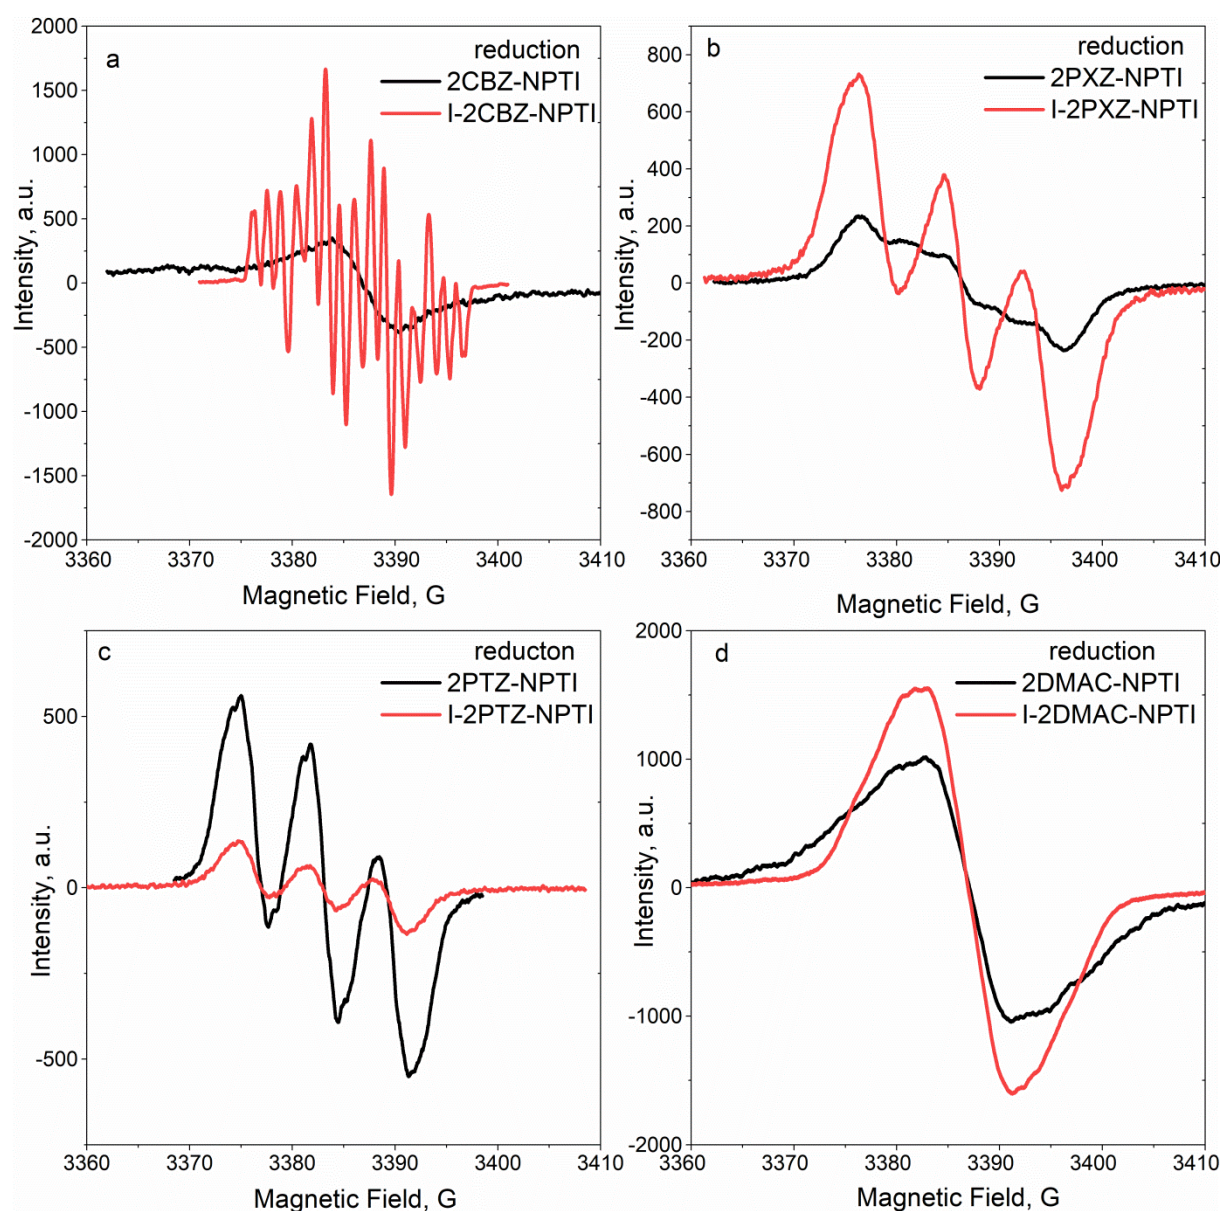 a
reduction
2CBZ-NPTI
I-2CBZ-NPTI
2000
1500
1000
500
0
-500
-1000
-1500
-2000
Intensity, a.u.
3360 3370 3380 3390 3400 3410
Magnetic Field, G
b
reduction
2PXZ-NPTI
I-2PXZ-NPTI
800
600
400
200
0
-200
-400
-600
-800
Intensity, a.u.
3360 3370 3380 3390 3400 3410
Magnetic Field, G
c
reducton
2PTZ-NPTI
I-2PTZ-NPTI
500
0
-500
Intensity, a.u.
3360 3370 3380 3390 3400 3410
Magnetic Field, G
d
reduction
2DMAC-NPTI
I-2DMAC-NPTI
2000
1000
0
-1000
-2000
Intensity, a.u.
3360 3370 3380 3390 3400 3410
Magnetic Field, G